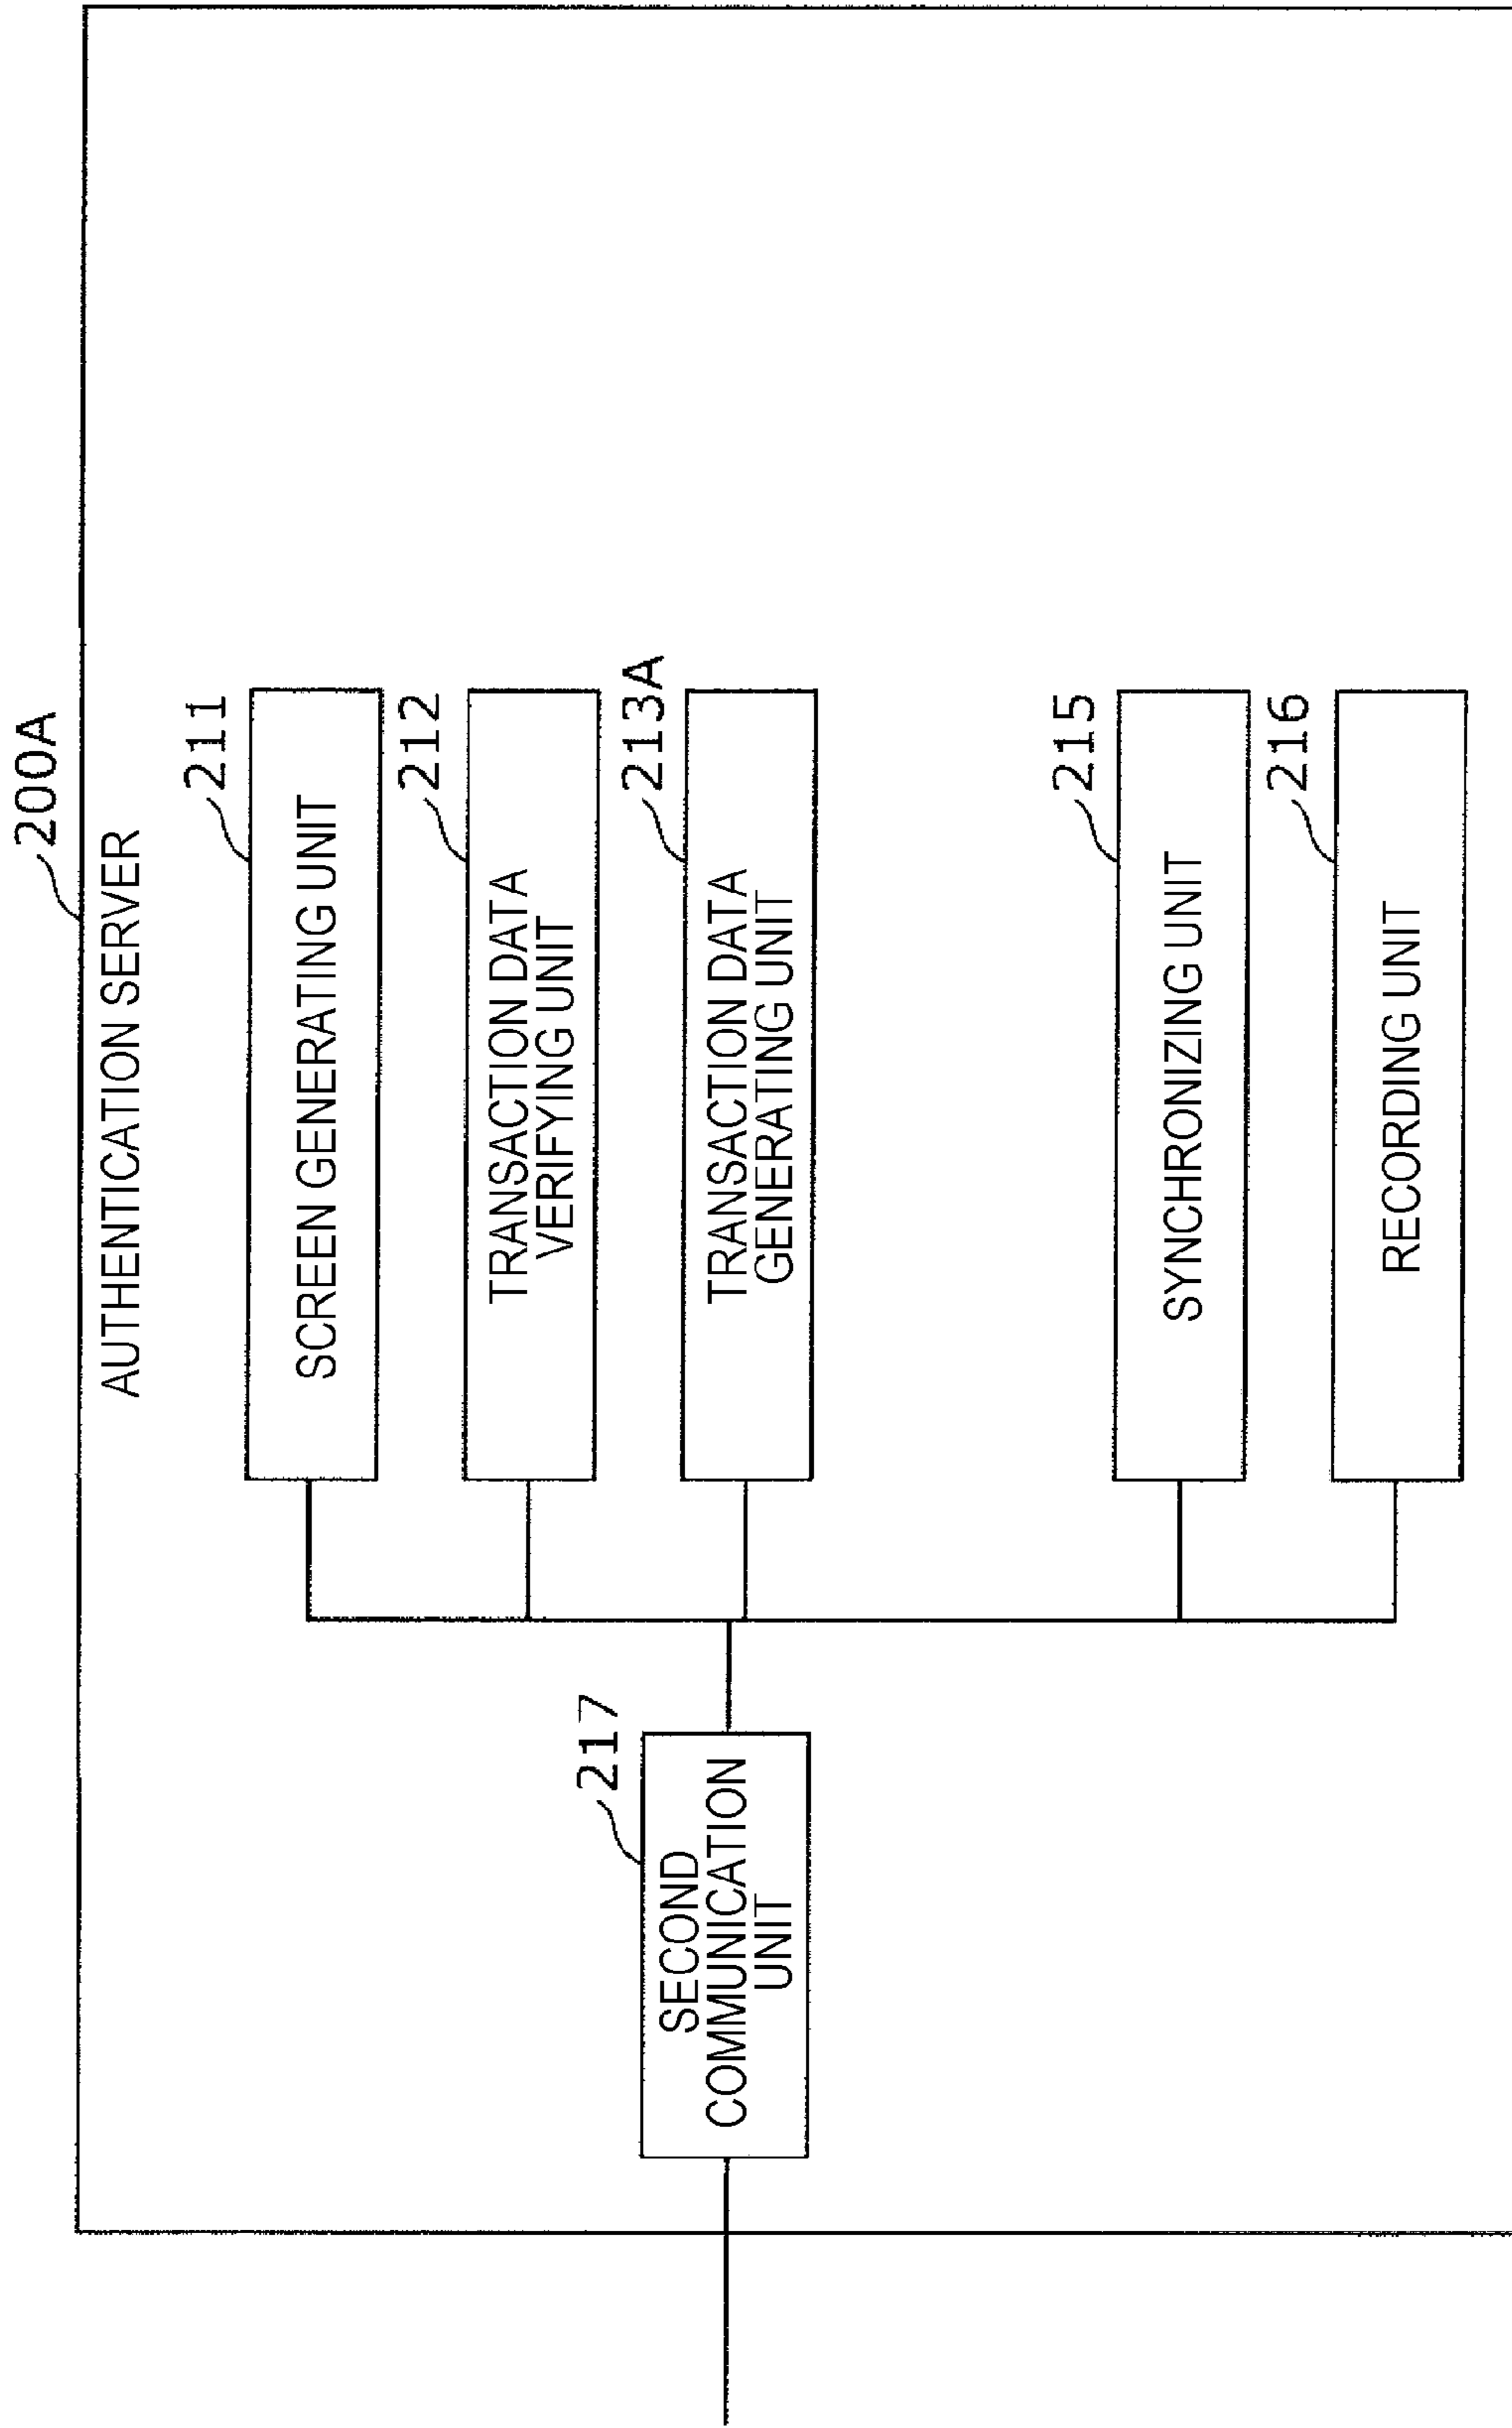 200A
AUTHENTICATION SERVER
211
SCREEN GENERATING UNIT
212
TRANSACTION DATA
VERIFYING UNIT
213A
TRANSACTION DATA
GENERATING UNIT
217
SECOND
COMMUNICATION
UNIT
215
SYNCHRONIZING UNIT
216
RECORDING UNIT